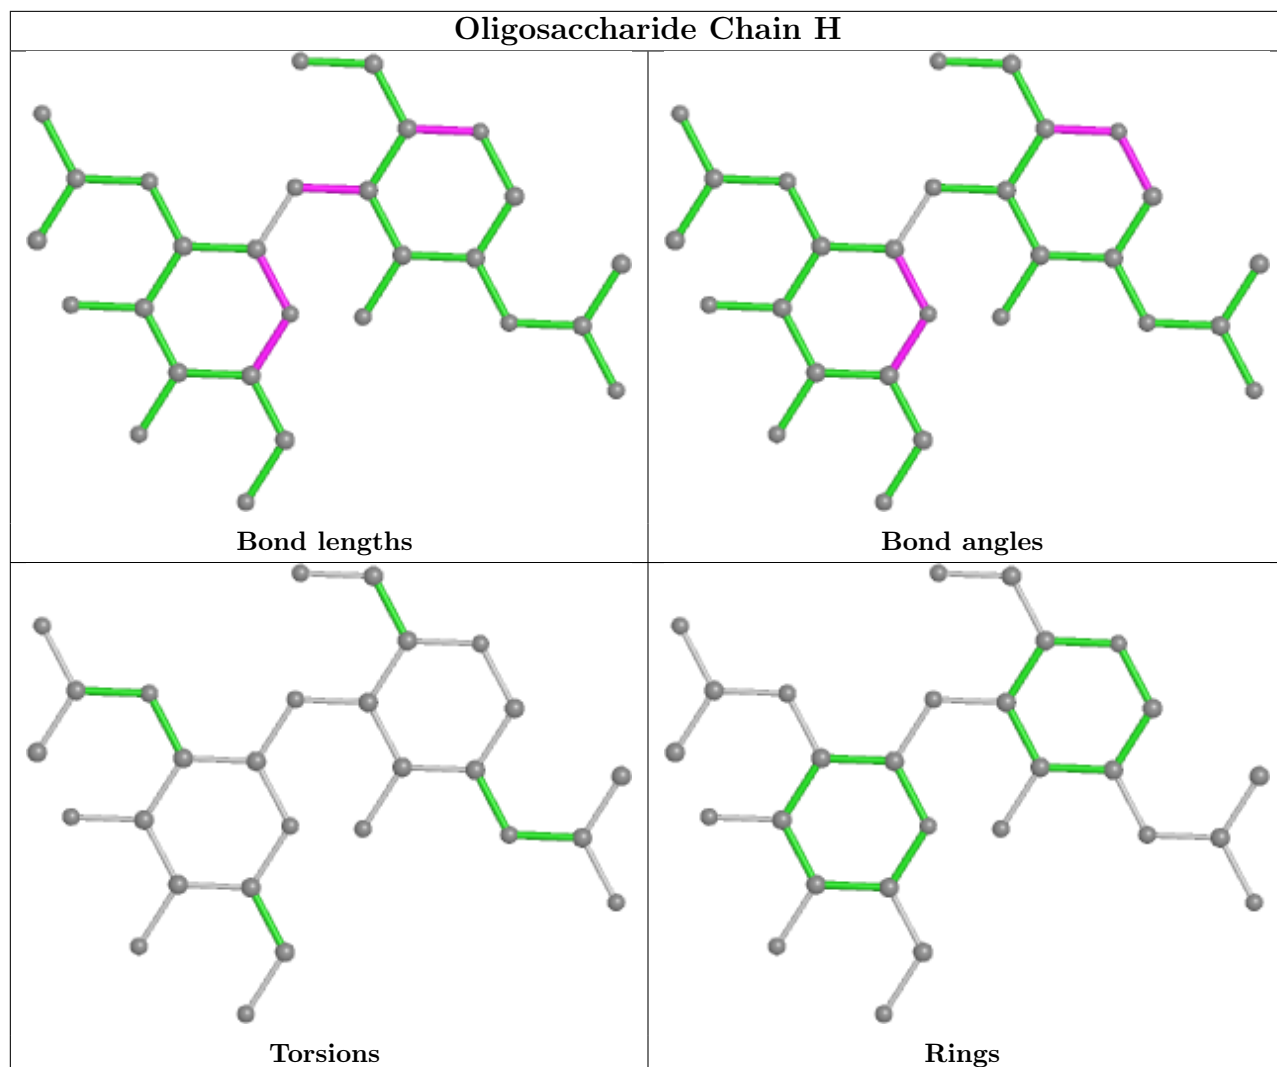 Oligosaccharide Chain H
Bond lengths
Bond angles
Torsions
Rings